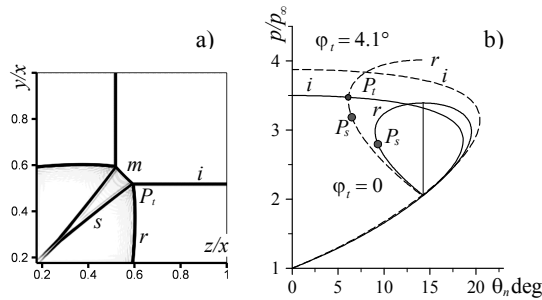 a)
y/x
1
0.8
0.6
0.4
0.2
0.2 0.4 0.6 0.8 1
z/x
m
i
P_t
s
r
b)
p/p_∞
4
3
2
1
0 5 10 15 20
θ_n deg
φ_t = 4.1°
r
i
P_t
i
r
P_s
P_s
φ_t = 0